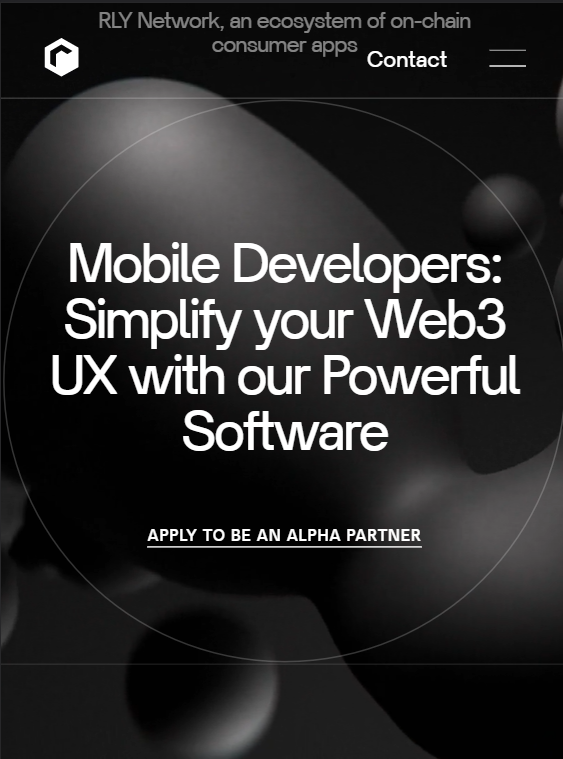 RLY Network, an ecosystem of on-chain
consumer apps
Contact
Mobile Developers:
Simplify your Web3
UX with our Powerful
Software
APPLY TO BE AN ALPHA PARTNER